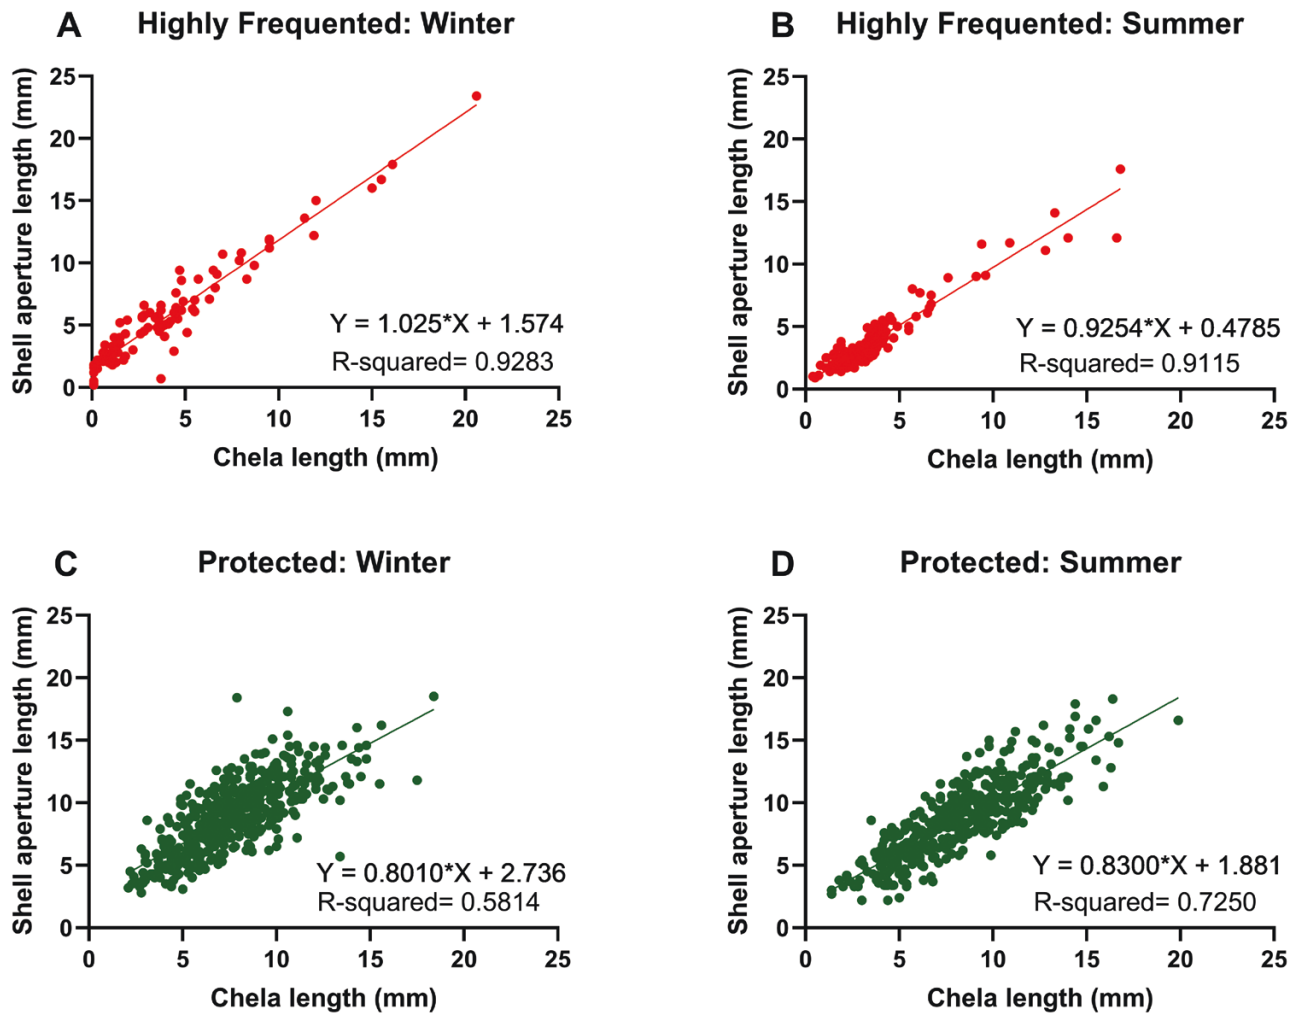 A Highly Frequented: Winter
Shell aperture length (mm)
25
20
15
10
5
0
Y = 1.025*X + 1.574
R-squared= 0.9283
0 5 10 15 20 25
Chela length (mm)
B Highly Frequented: Summer
Shell aperture length (mm)
25
20
15
10
5
0
Y = 0.9254*X + 0.4785
R-squared= 0.9115
0 5 10 15 20 25
Chela length (mm)
C Protected: Winter
Shell aperture length (mm)
25
20
15
10
5
0
Y = 0.8010*X + 2.736
R-squared= 0.5814
0 5 10 15 20 25
Chela length (mm)
D Protected: Summer
Shell aperture length (mm)
25
20
15
10
5
0
Y = 0.8300*X + 1.881
R-squared= 0.7250
0 5 10 15 20 25
Chela length (mm)